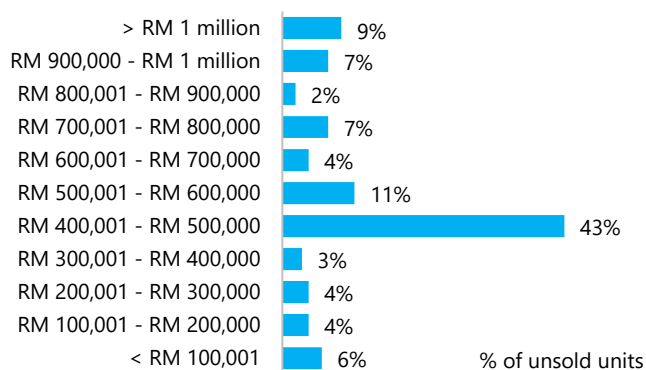 > RM 1 million 9%
RM 900,000 - RM 1 million 7%
RM 800,001 - RM 900,000 2%
RM 700,001 - RM 800,000 7%
RM 600,001 - RM 700,000 4%
RM 500,001 - RM 600,000 11%
RM 400,001 - RM 500,000 43%
RM 300,001 - RM 400,000 3%
RM 200,001 - RM 300,000 4%
RM 100,001 - RM 200,000 4%
< RM 100,001 6% % of unsold units